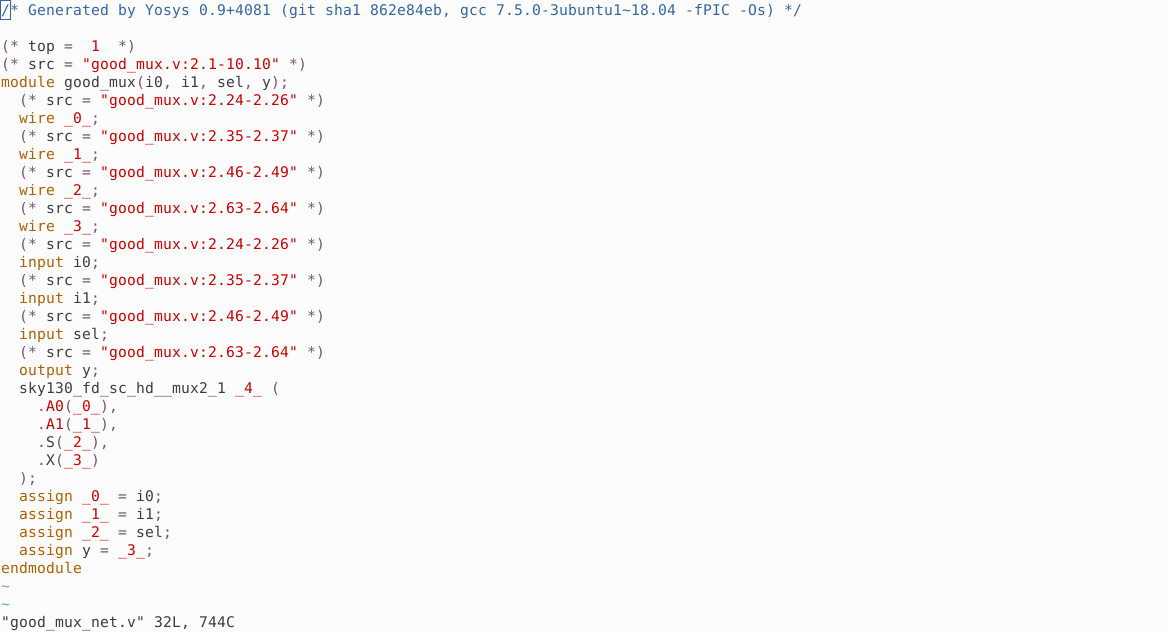 /* Generated by Yosys 0.9+4081 (git sha1 862e84eb, gcc 7.5.0-3ubuntu1~18.04 -fPIC -Os) */

(* top =  1  *)
(* src = "good_mux.v:2.1-10.10" *)
module good_mux(i0, i1, sel, y);
  (* src = "good_mux.v:2.24-2.26" *)
  wire _0_;
  (* src = "good_mux.v:2.35-2.37" *)
  wire _1_;
  (* src = "good_mux.v:2.46-2.49" *)
  wire _2_;
  (* src = "good_mux.v:2.63-2.64" *)
  wire _3_;
  (* src = "good_mux.v:2.24-2.26" *)
  input i0;
  (* src = "good_mux.v:2.35-2.37" *)
  input i1;
  (* src = "good_mux.v:2.46-2.49" *)
  input sel;
  (* src = "good_mux.v:2.63-2.64" *)
  output y;
  sky130_fd_sc_hd__mux2_1 _4_ (
    .A0(_0_),
    .A1(_1_),
    .S(_2_),
    .X(_3_)
  );
  assign _0_ = i0;
  assign _1_ = i1;
  assign _2_ = sel;
  assign y = _3_;
endmodule
~
~
"good_mux_net.v" 32L, 744C